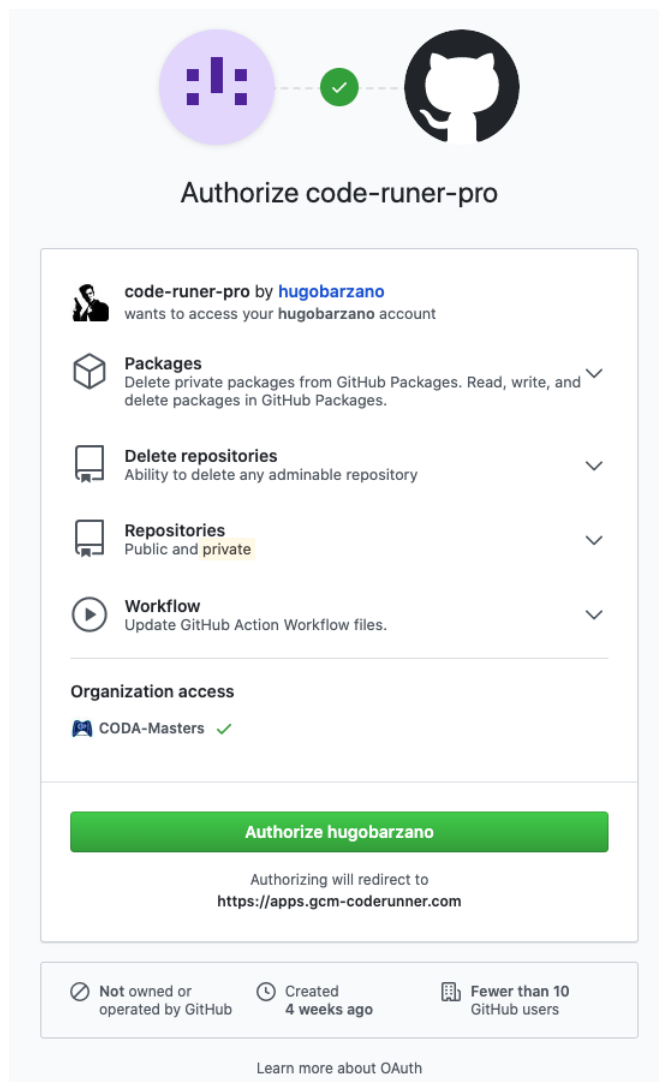 Authorize code-runer-pro
code-runer-pro by hugobarzano
wants to access your hugobarzano account
Packages
Delete private packages from GitHub Packages. Read, write, and
delete packages in GitHub Packages.
Delete repositories
Ability to delete any adminable repository
Repositories
Public and private
Workflow
Update GitHub Action Workflow files.
Organization access
CODA-Masters
Authorize hugobarzano
Authorizing will redirect to
https://apps.gcm-coderunner.com
Not owned or
operated by GitHub
Created
4 weeks ago
Fewer than 10
GitHub users
Learn more about OAuth